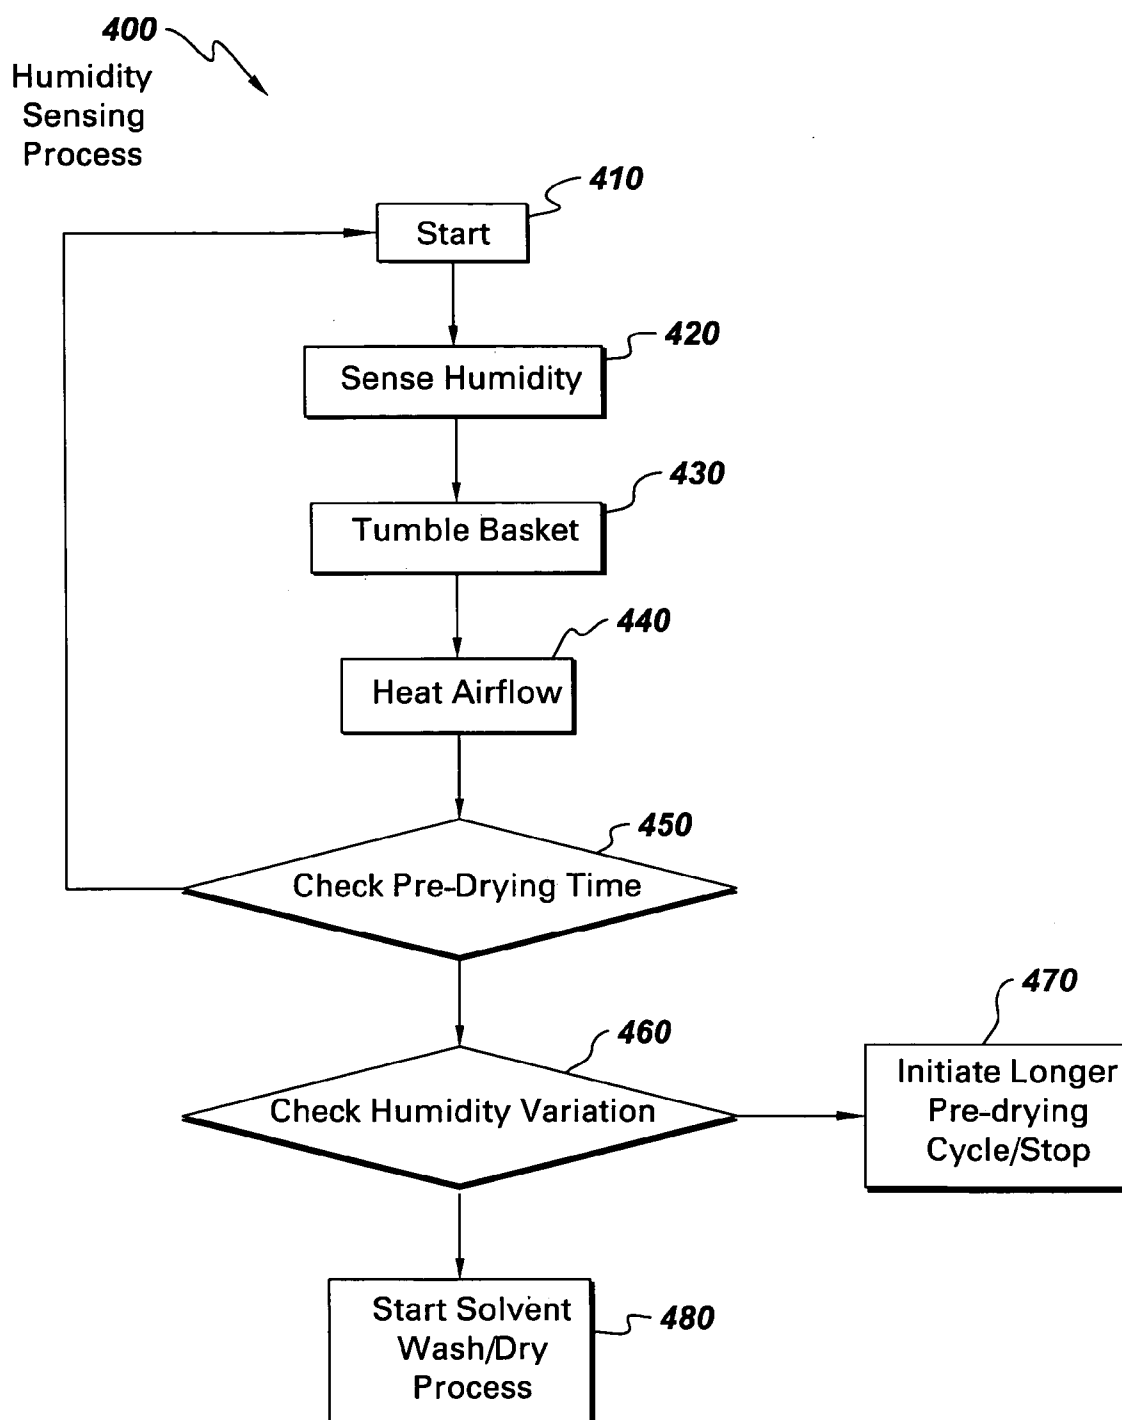 400
Humidity
Sensing
Process
410
Start
420
Sense Humidity
430
Tumble Basket
440
Heat Airflow
450
Check Pre-Drying Time
460
Check Humidity Variation
470
Initiate Longer
Pre-drying
Cycle/Stop
480
Start Solvent
Wash/Dry
Process